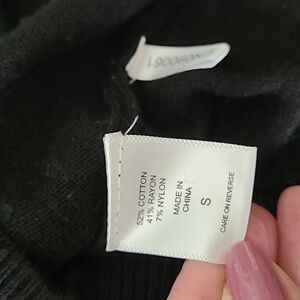 52% COTTON
41% RAYON
7% NYLON
MADE IN
CHINA
S
CARE ON REVERSE